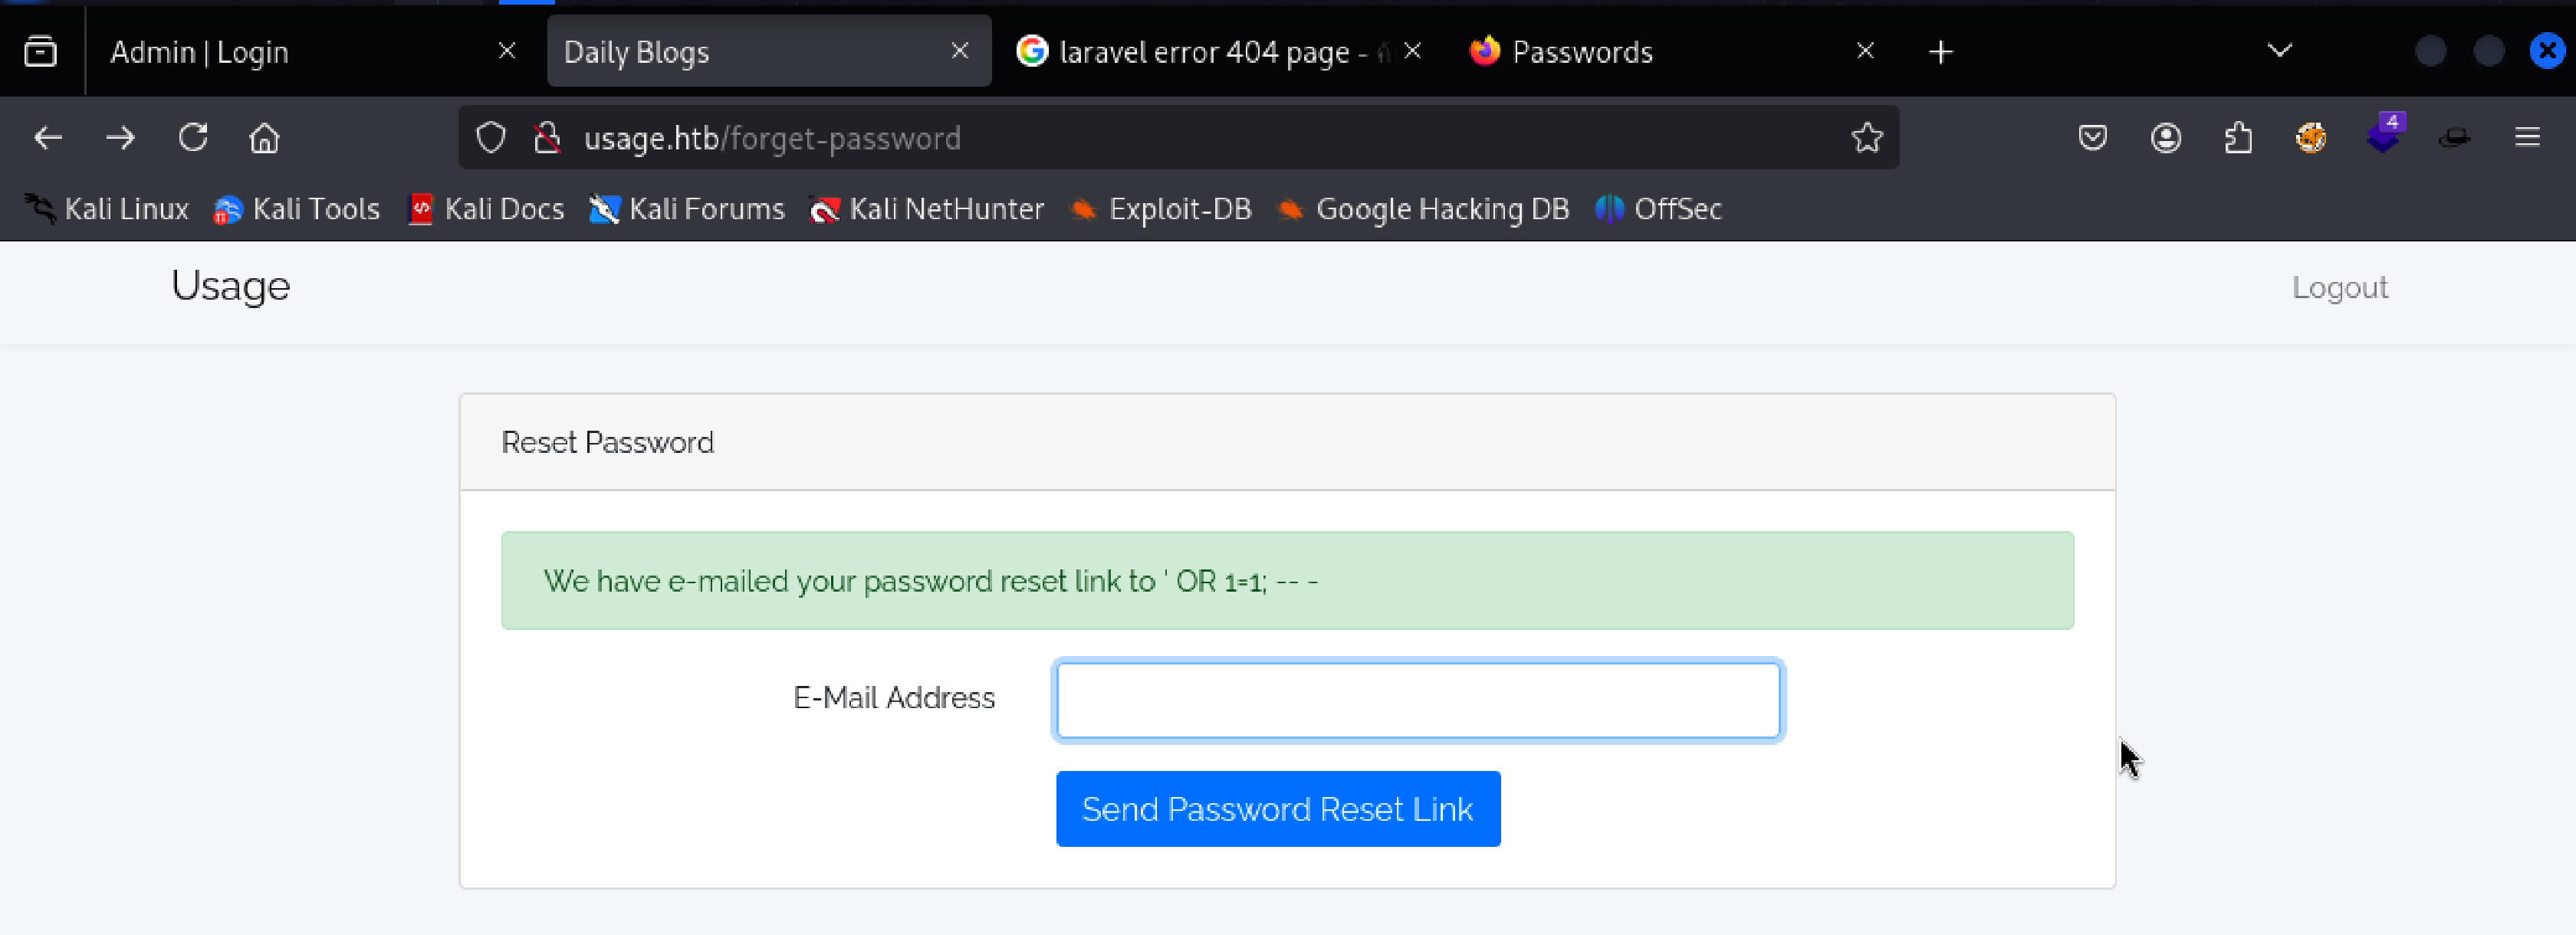 Admin | Login
Daily Blogs
laravel error 404 page -
Passwords
usage.htb/forget-password
4
Kali Linux
Kali Tools
Kali Docs
Kali Forums
Kali NetHunter
Exploit-DB
Google Hacking DB
OffSec
Usage
Logout
Reset Password
We have e-mailed your password reset link to ' OR 1=1; -- -
E-Mail Address
Send Password Reset Link